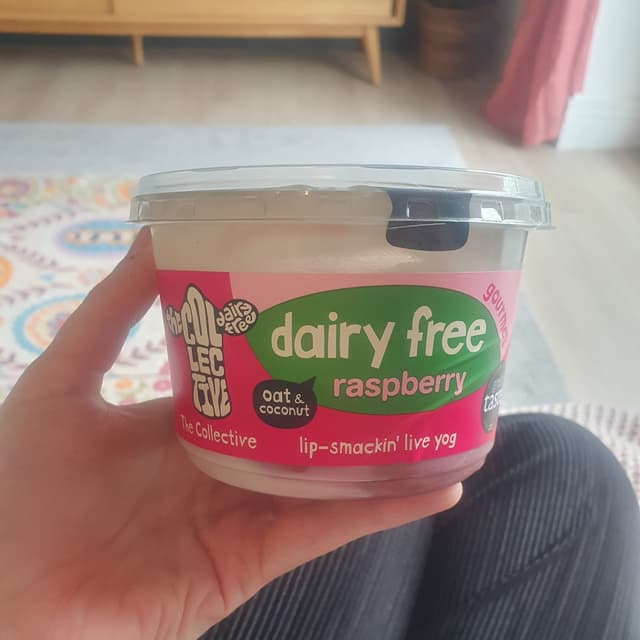 the
COL
LEC
TIVE
dairy
free
dairy free
raspberry
oat &
coconut
gourmet
The Collective
lip-smackin' live yog